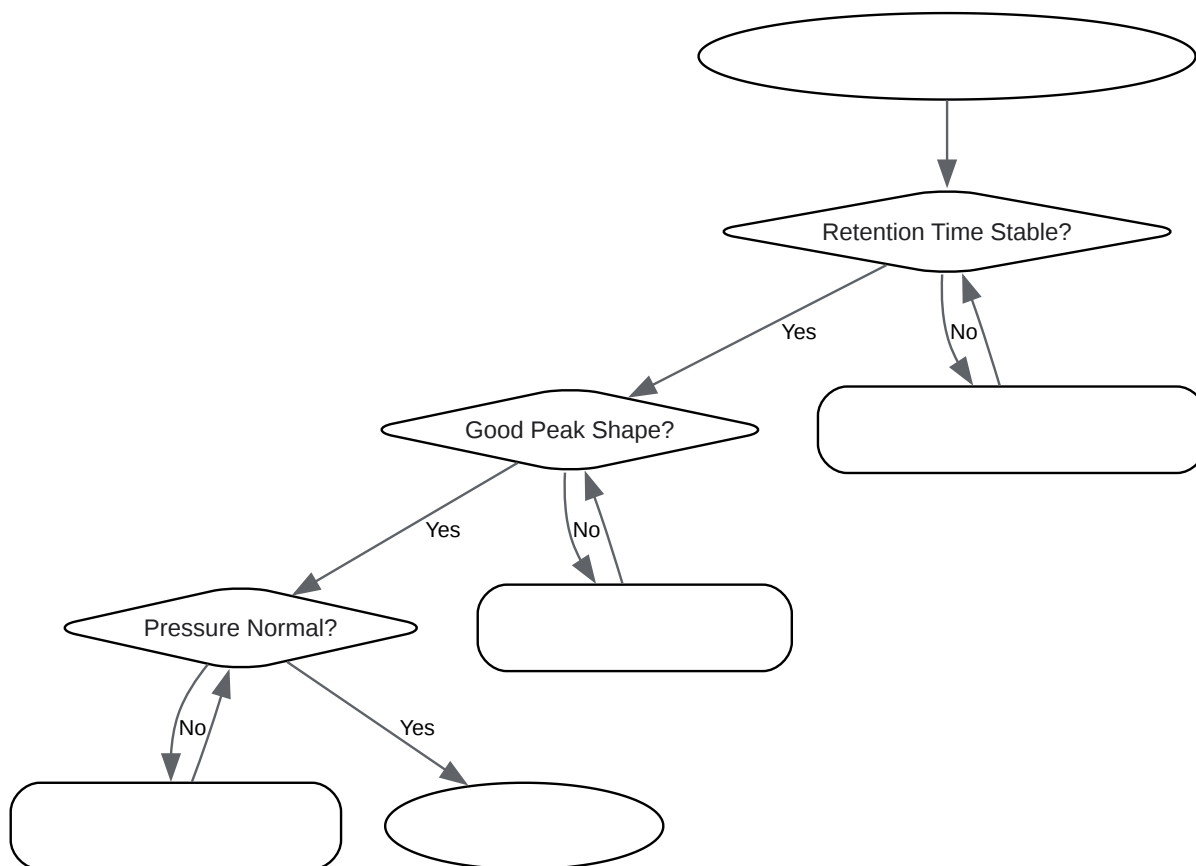 Retention Time Stable?
Yes
No
Good Peak Shape?
Yes
No
Pressure Normal?
No
Yes